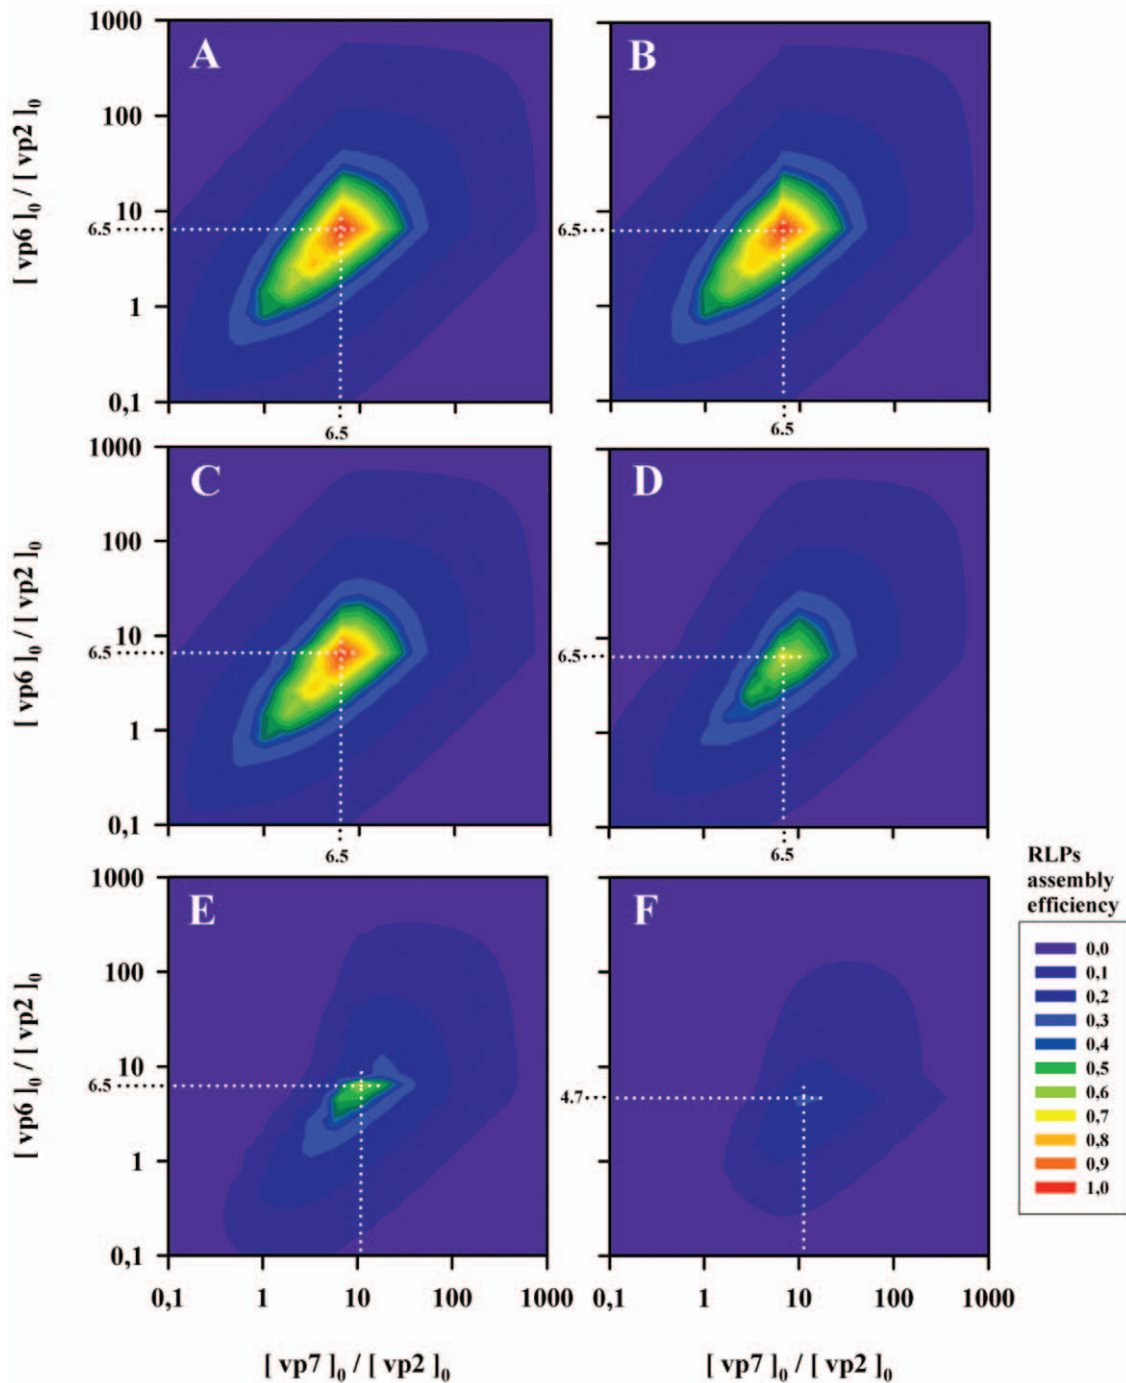 1000
100
10
6.5
1
0,1
[ vp6 ]0 / [ vp2 ]0
A
6.5
B
6.5
6.5
1000
100
10
6.5
1
0,1
[ vp6 ]0 / [ vp2 ]0
C
6.5
D
6.5
6.5
1000
100
10
6.5
1
0,1
[ vp6 ]0 / [ vp2 ]0
E
F
4.7
0,1 1 10 100 1000
0,1 1 10 100 1000
[ vp7 ]0 / [ vp2 ]0
[ vp7 ]0 / [ vp2 ]0
RLPs
assembly
efficiency
0,0
0,1
0,2
0,3
0,4
0,5
0,6
0,7
0,8
0,9
1,0